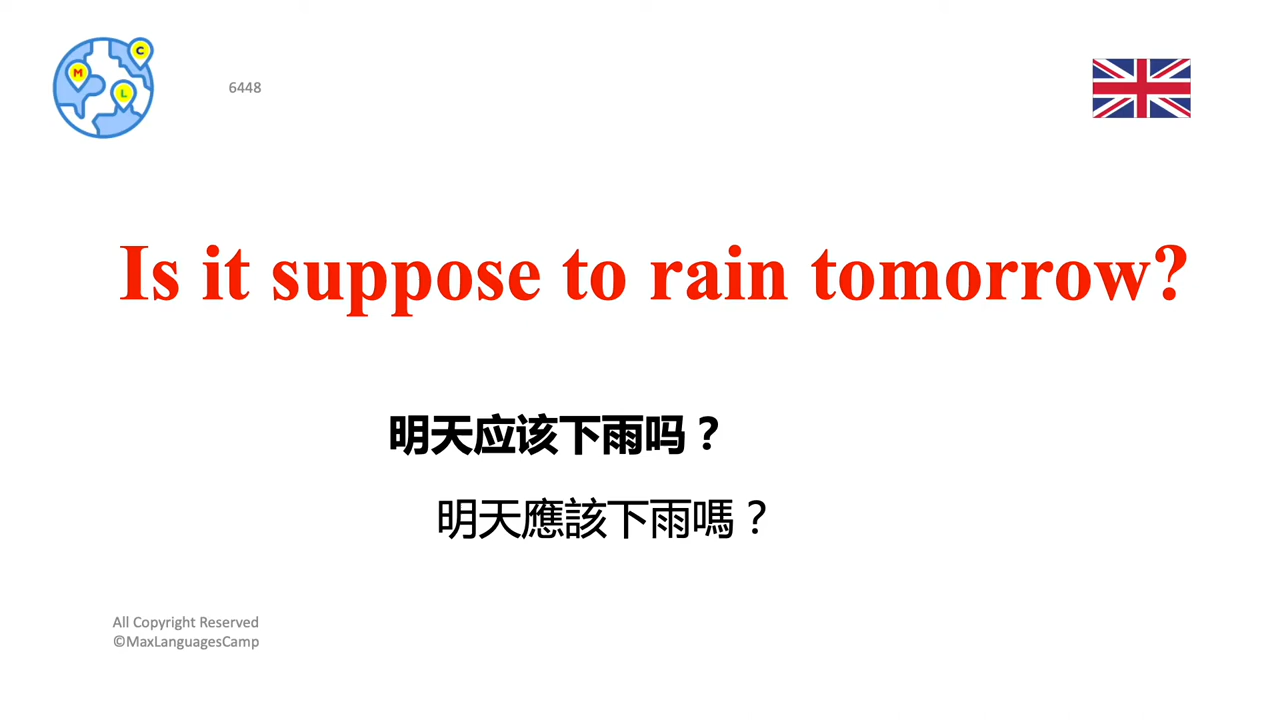 C
M
L
6448
Is it suppose to rain tomorrow?
明天应该下雨吗？
明天應該下雨嗎？
All Copyright Reserved
©MaxLanguagesCamp